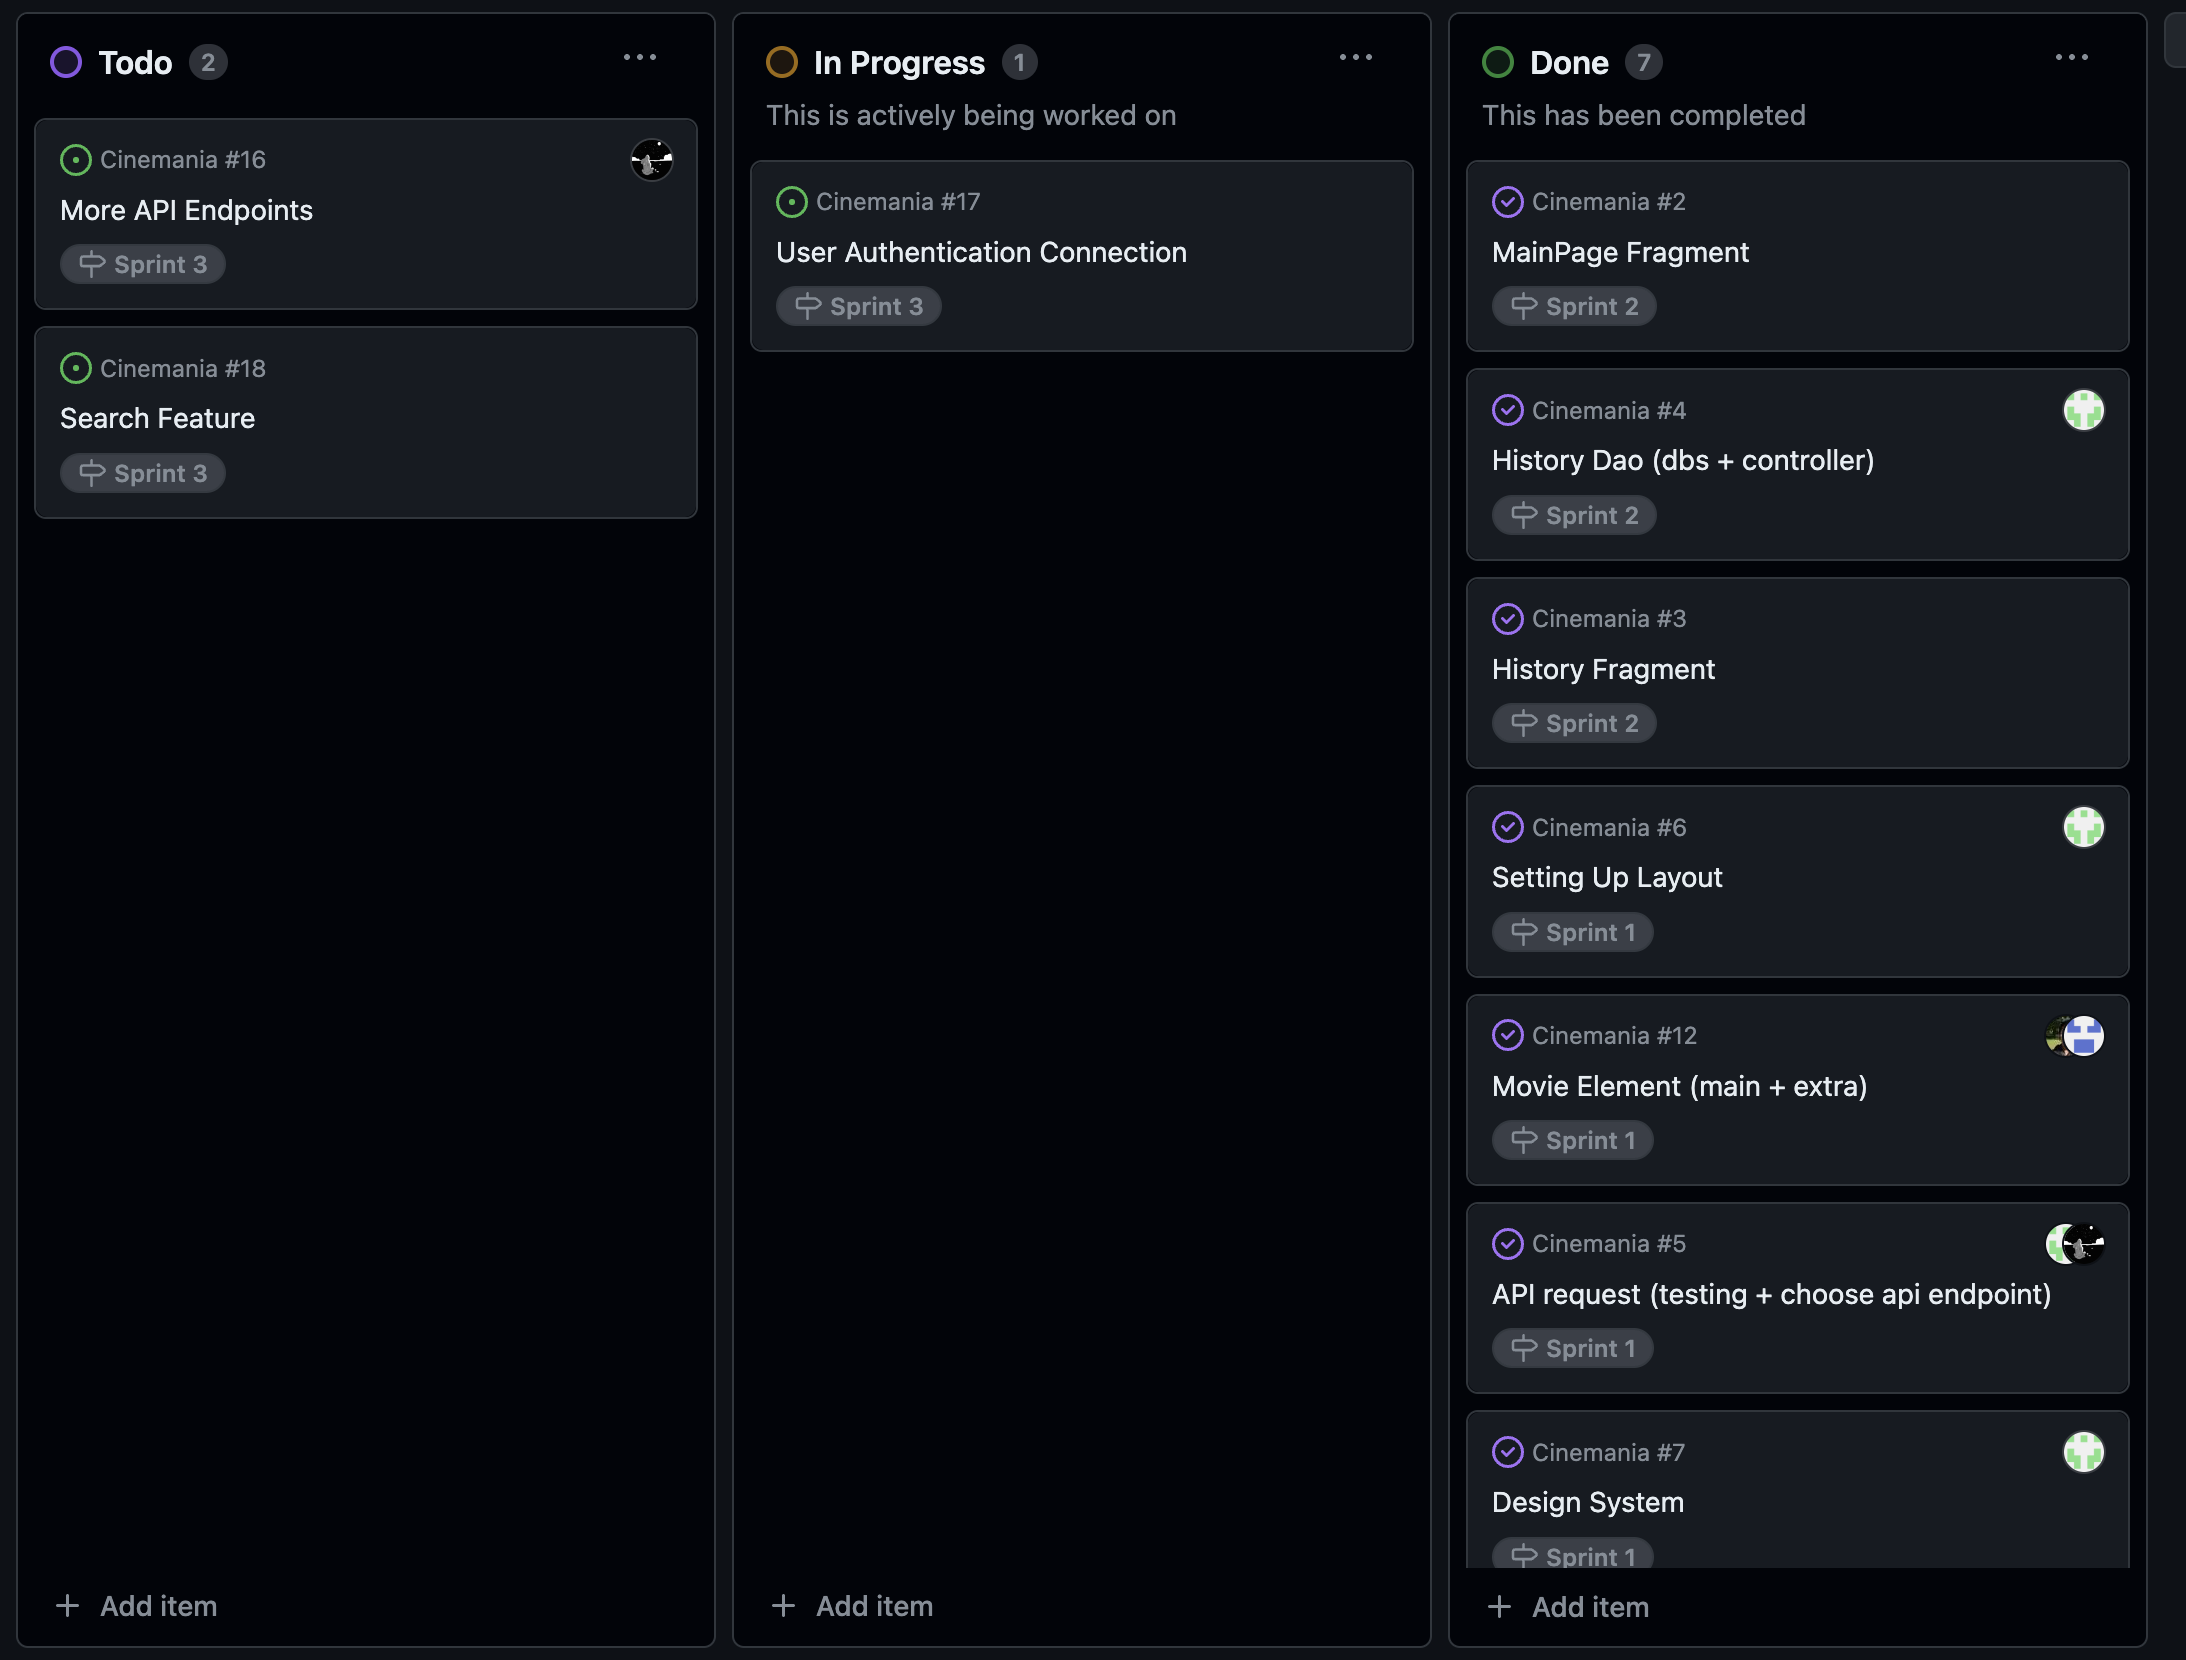 Todo 2
Cinemania #16
More API Endpoints
Sprint 3
Cinemania #18
Search Feature
Sprint 3
Add item
In Progress 1
This is actively being worked on
Cinemania #17
User Authentication Connection
Sprint 3
Add item
Done 7
This has been completed
Cinemania #2
MainPage Fragment
Sprint 2
Cinemania #4
History Dao (dbs + controller)
Sprint 2
Cinemania #3
History Fragment
Sprint 2
Cinemania #6
Setting Up Layout
Sprint 1
Cinemania #12
Movie Element (main + extra)
Sprint 1
Cinemania #5
API request (testing + choose api endpoint)
Sprint 1
Cinemania #7
Design System
Sprint 1
Add item